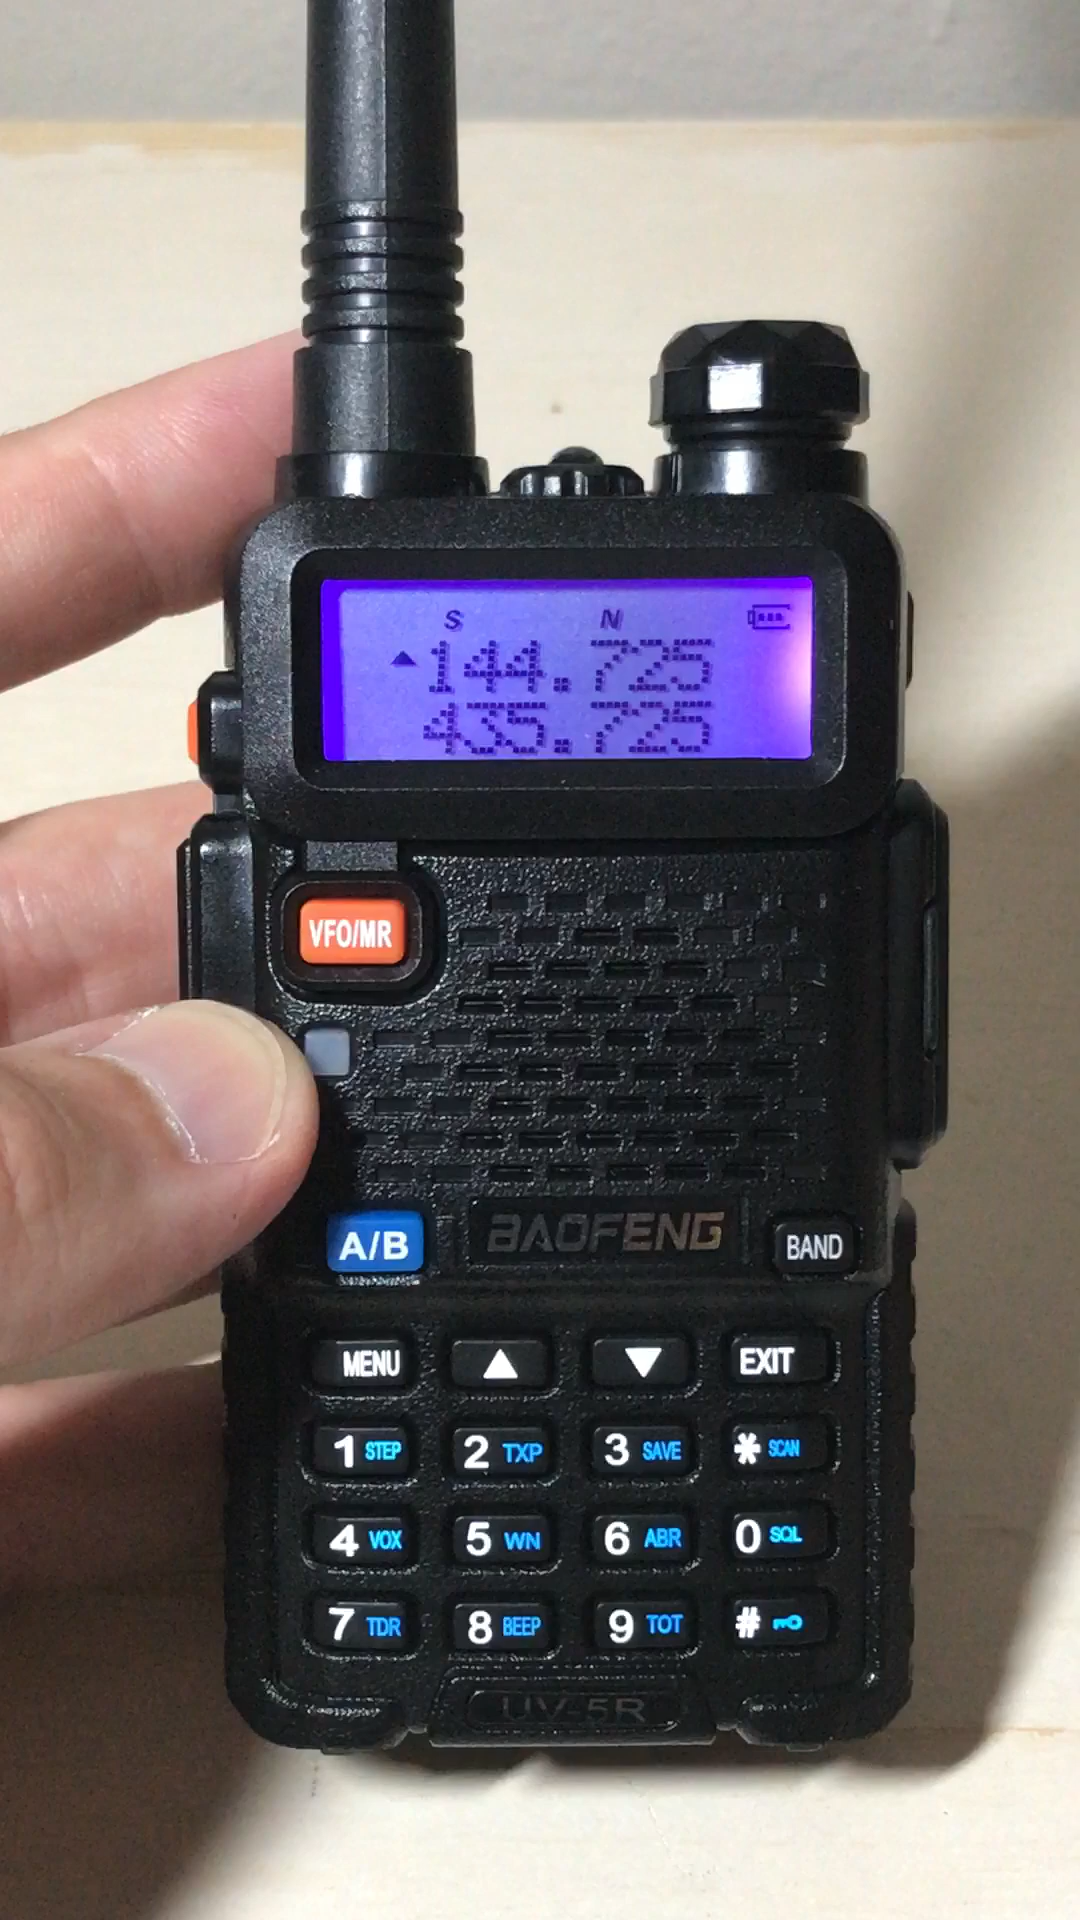 S N
144.725
435.725
VFO/MR
A/B BAOFENG BAND
MENU ▲ ▼ EXIT
1 STEP 2 TXP 3 SAVE * SCAN
4 VOX 5 WN 6 ABR 0 SQL
7 TDR 8 BEEP 9 TOT #
UV-5R